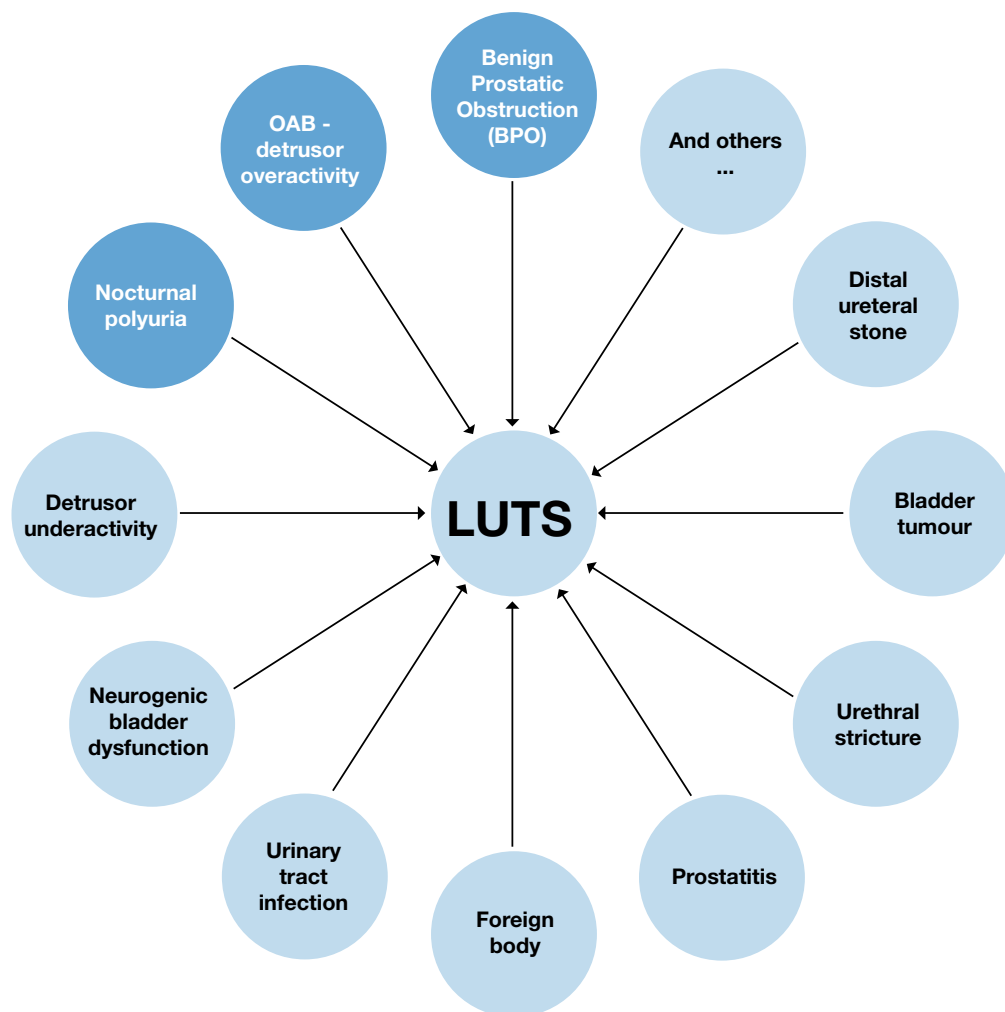 Benign
Prostatic
Obstruction
(BPO)
And others
...
Distal
ureteral
stone
Bladder
tumour
Urethral
stricture
Prostatitis
Foreign
body
Urinary
tract
infection
Neurogenic
bladder
dysfunction
Detrusor
underactivity
Nocturnal
polyuria
OAB -
detrusor
overactivity
LUTS